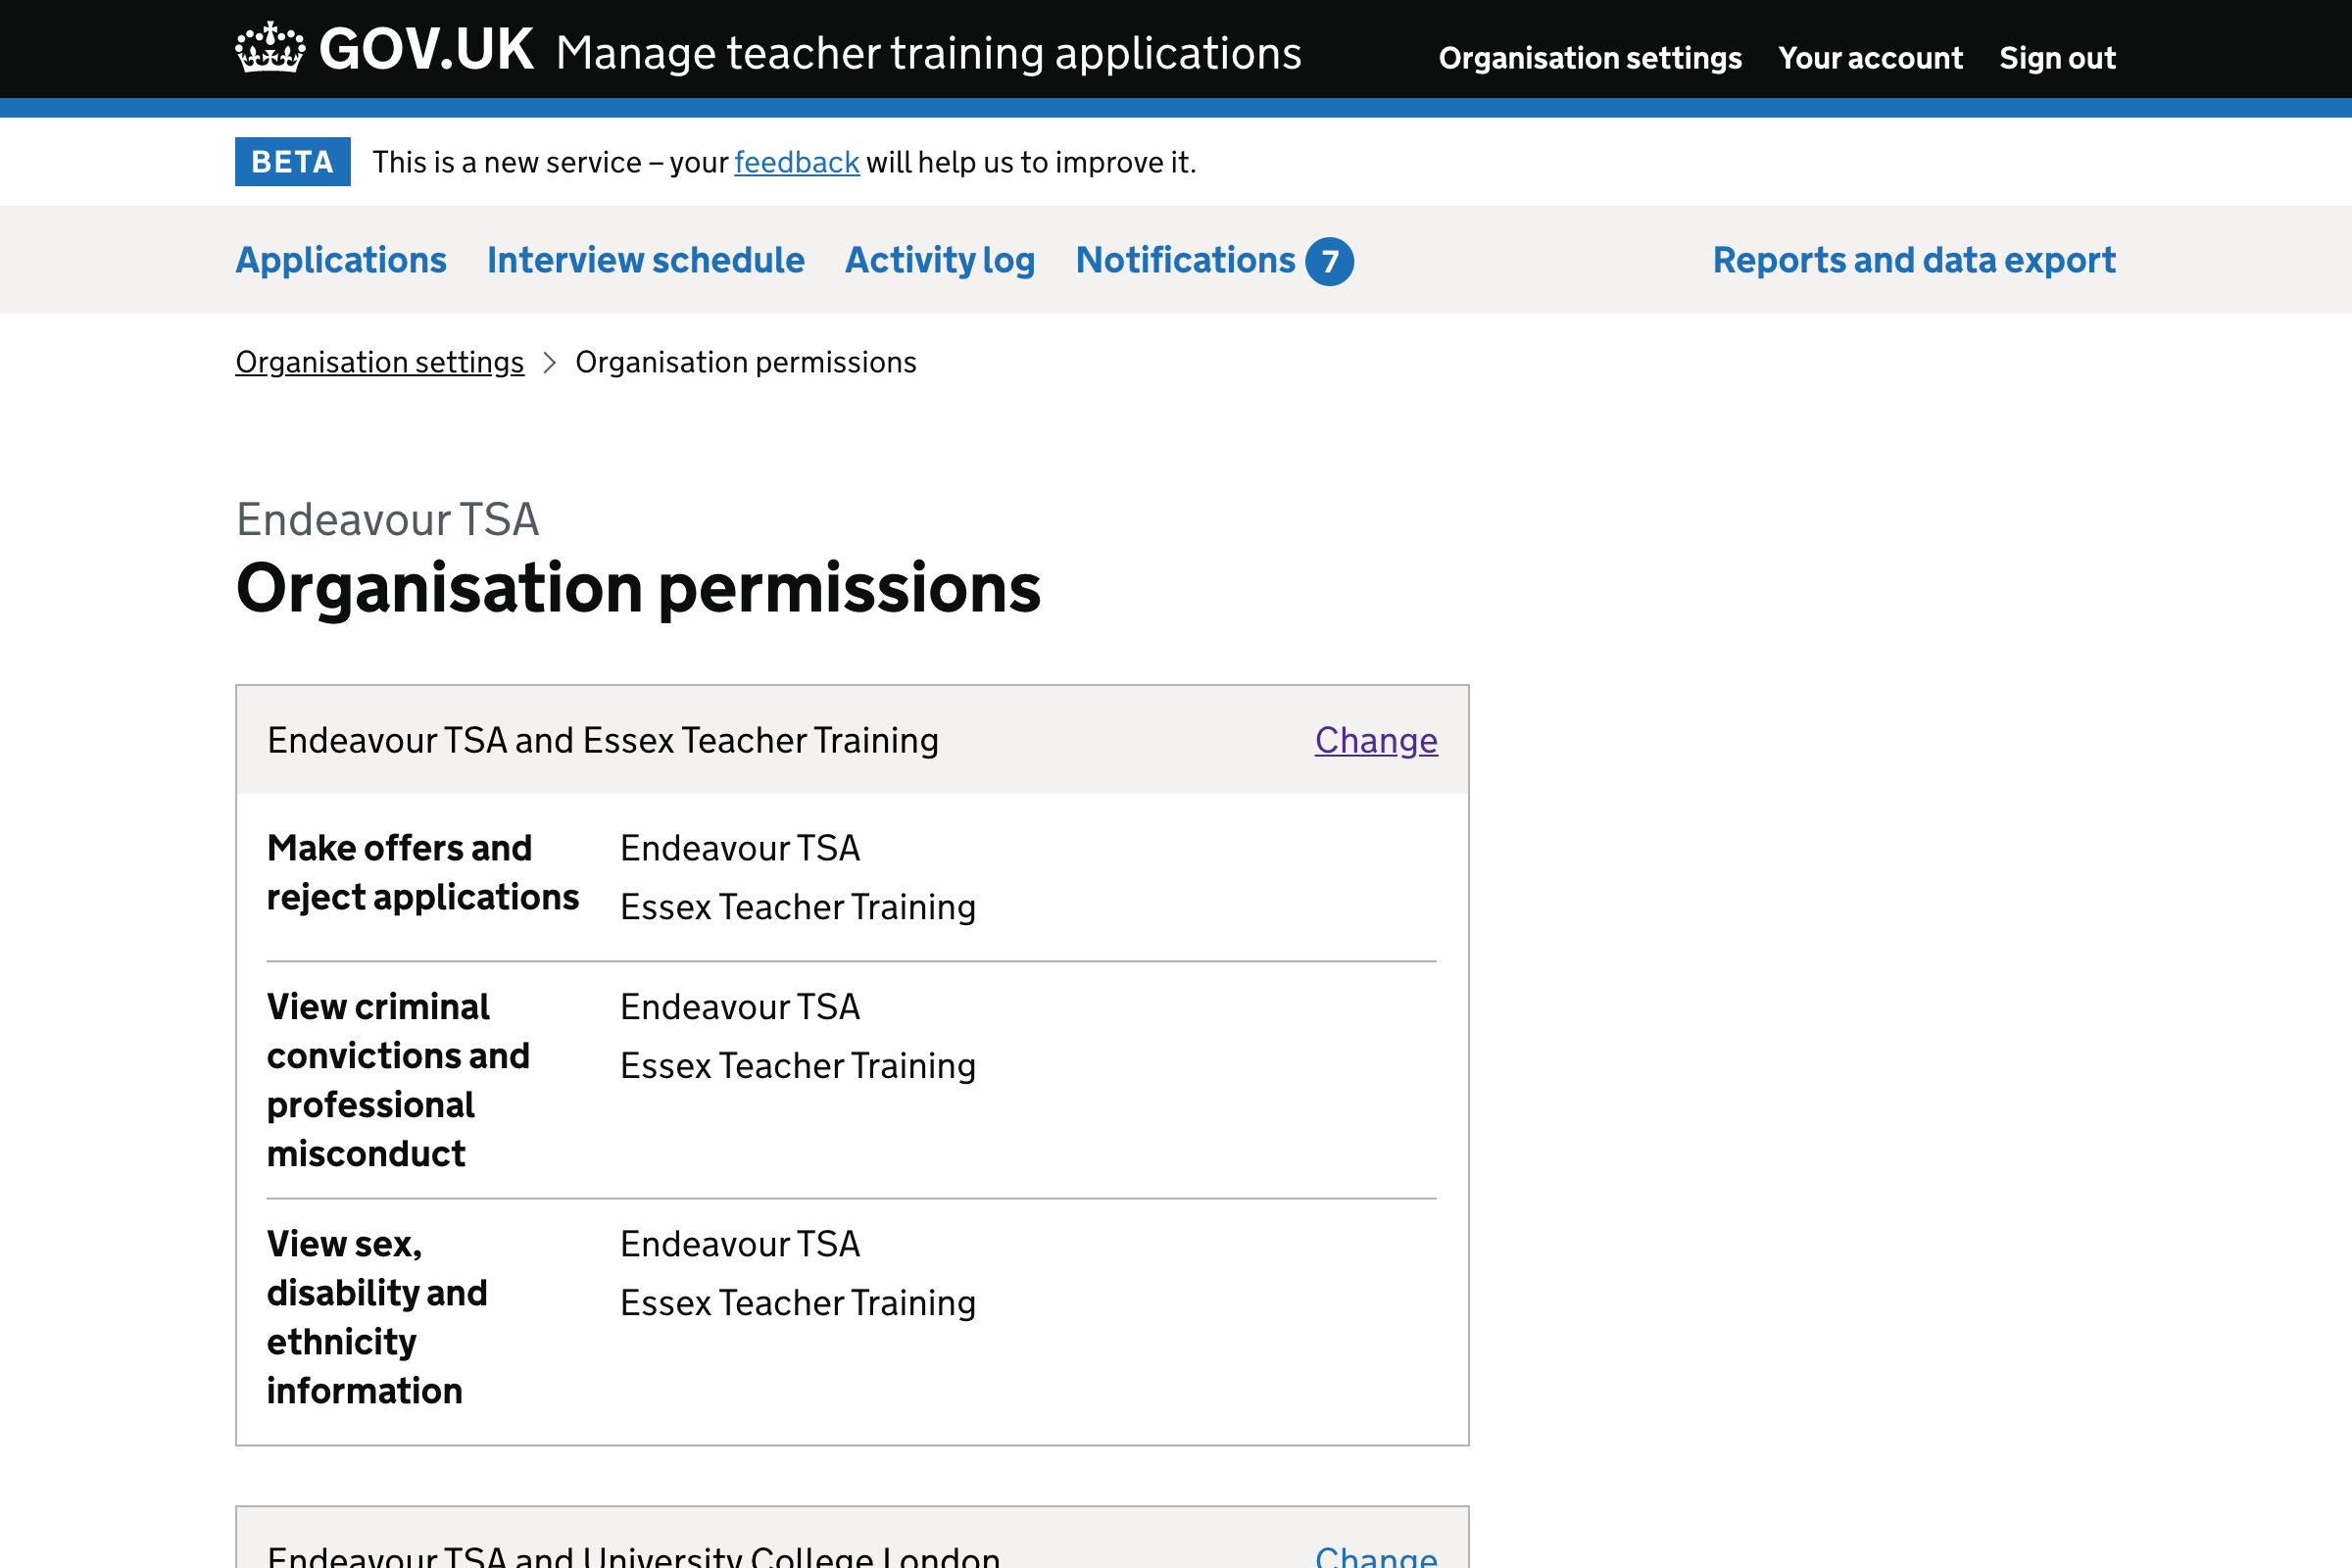 GOV.UK Manage teacher training applications Organisation settings Your account Sign out
BETA This is a new service – your feedback will help us to improve it.
Applications Interview schedule Activity log Notifications 7 Reports and data export
Organisation settings Organisation permissions
Endeavour TSA
Organisation permissions
Endeavour TSA and Essex Teacher Training Change
Make offers and
reject applications
Endeavour TSA
Essex Teacher Training
View criminal
convictions and
professional
misconduct
Endeavour TSA
Essex Teacher Training
View sex,
disability and
ethnicity
information
Endeavour TSA
Essex Teacher Training
Endeavour TSA and University College London Change